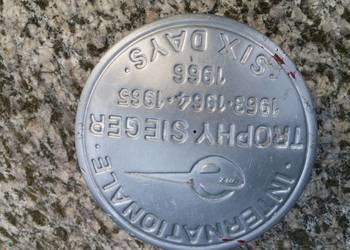 · INTERNATIONALE ·
TROPHY SIEGER
1963 · 1964 · 1965
1966
· SIX DAYS ·